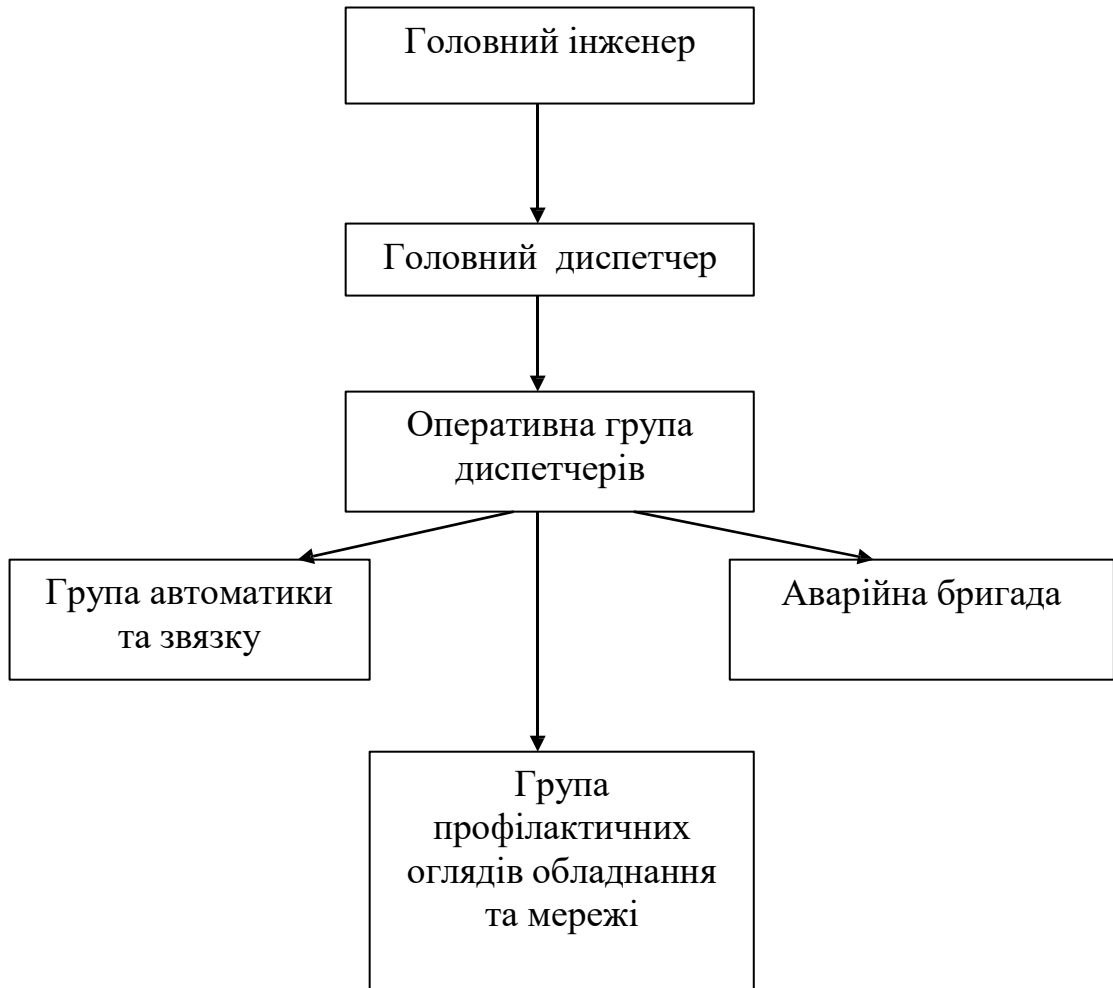 Головний інженер
Головний диспетчер
Оперативна група
диспетчерів
Група автоматики
та звязку
Аварійна бригада
Група
профілактичних
оглядів обладнання
та мережі